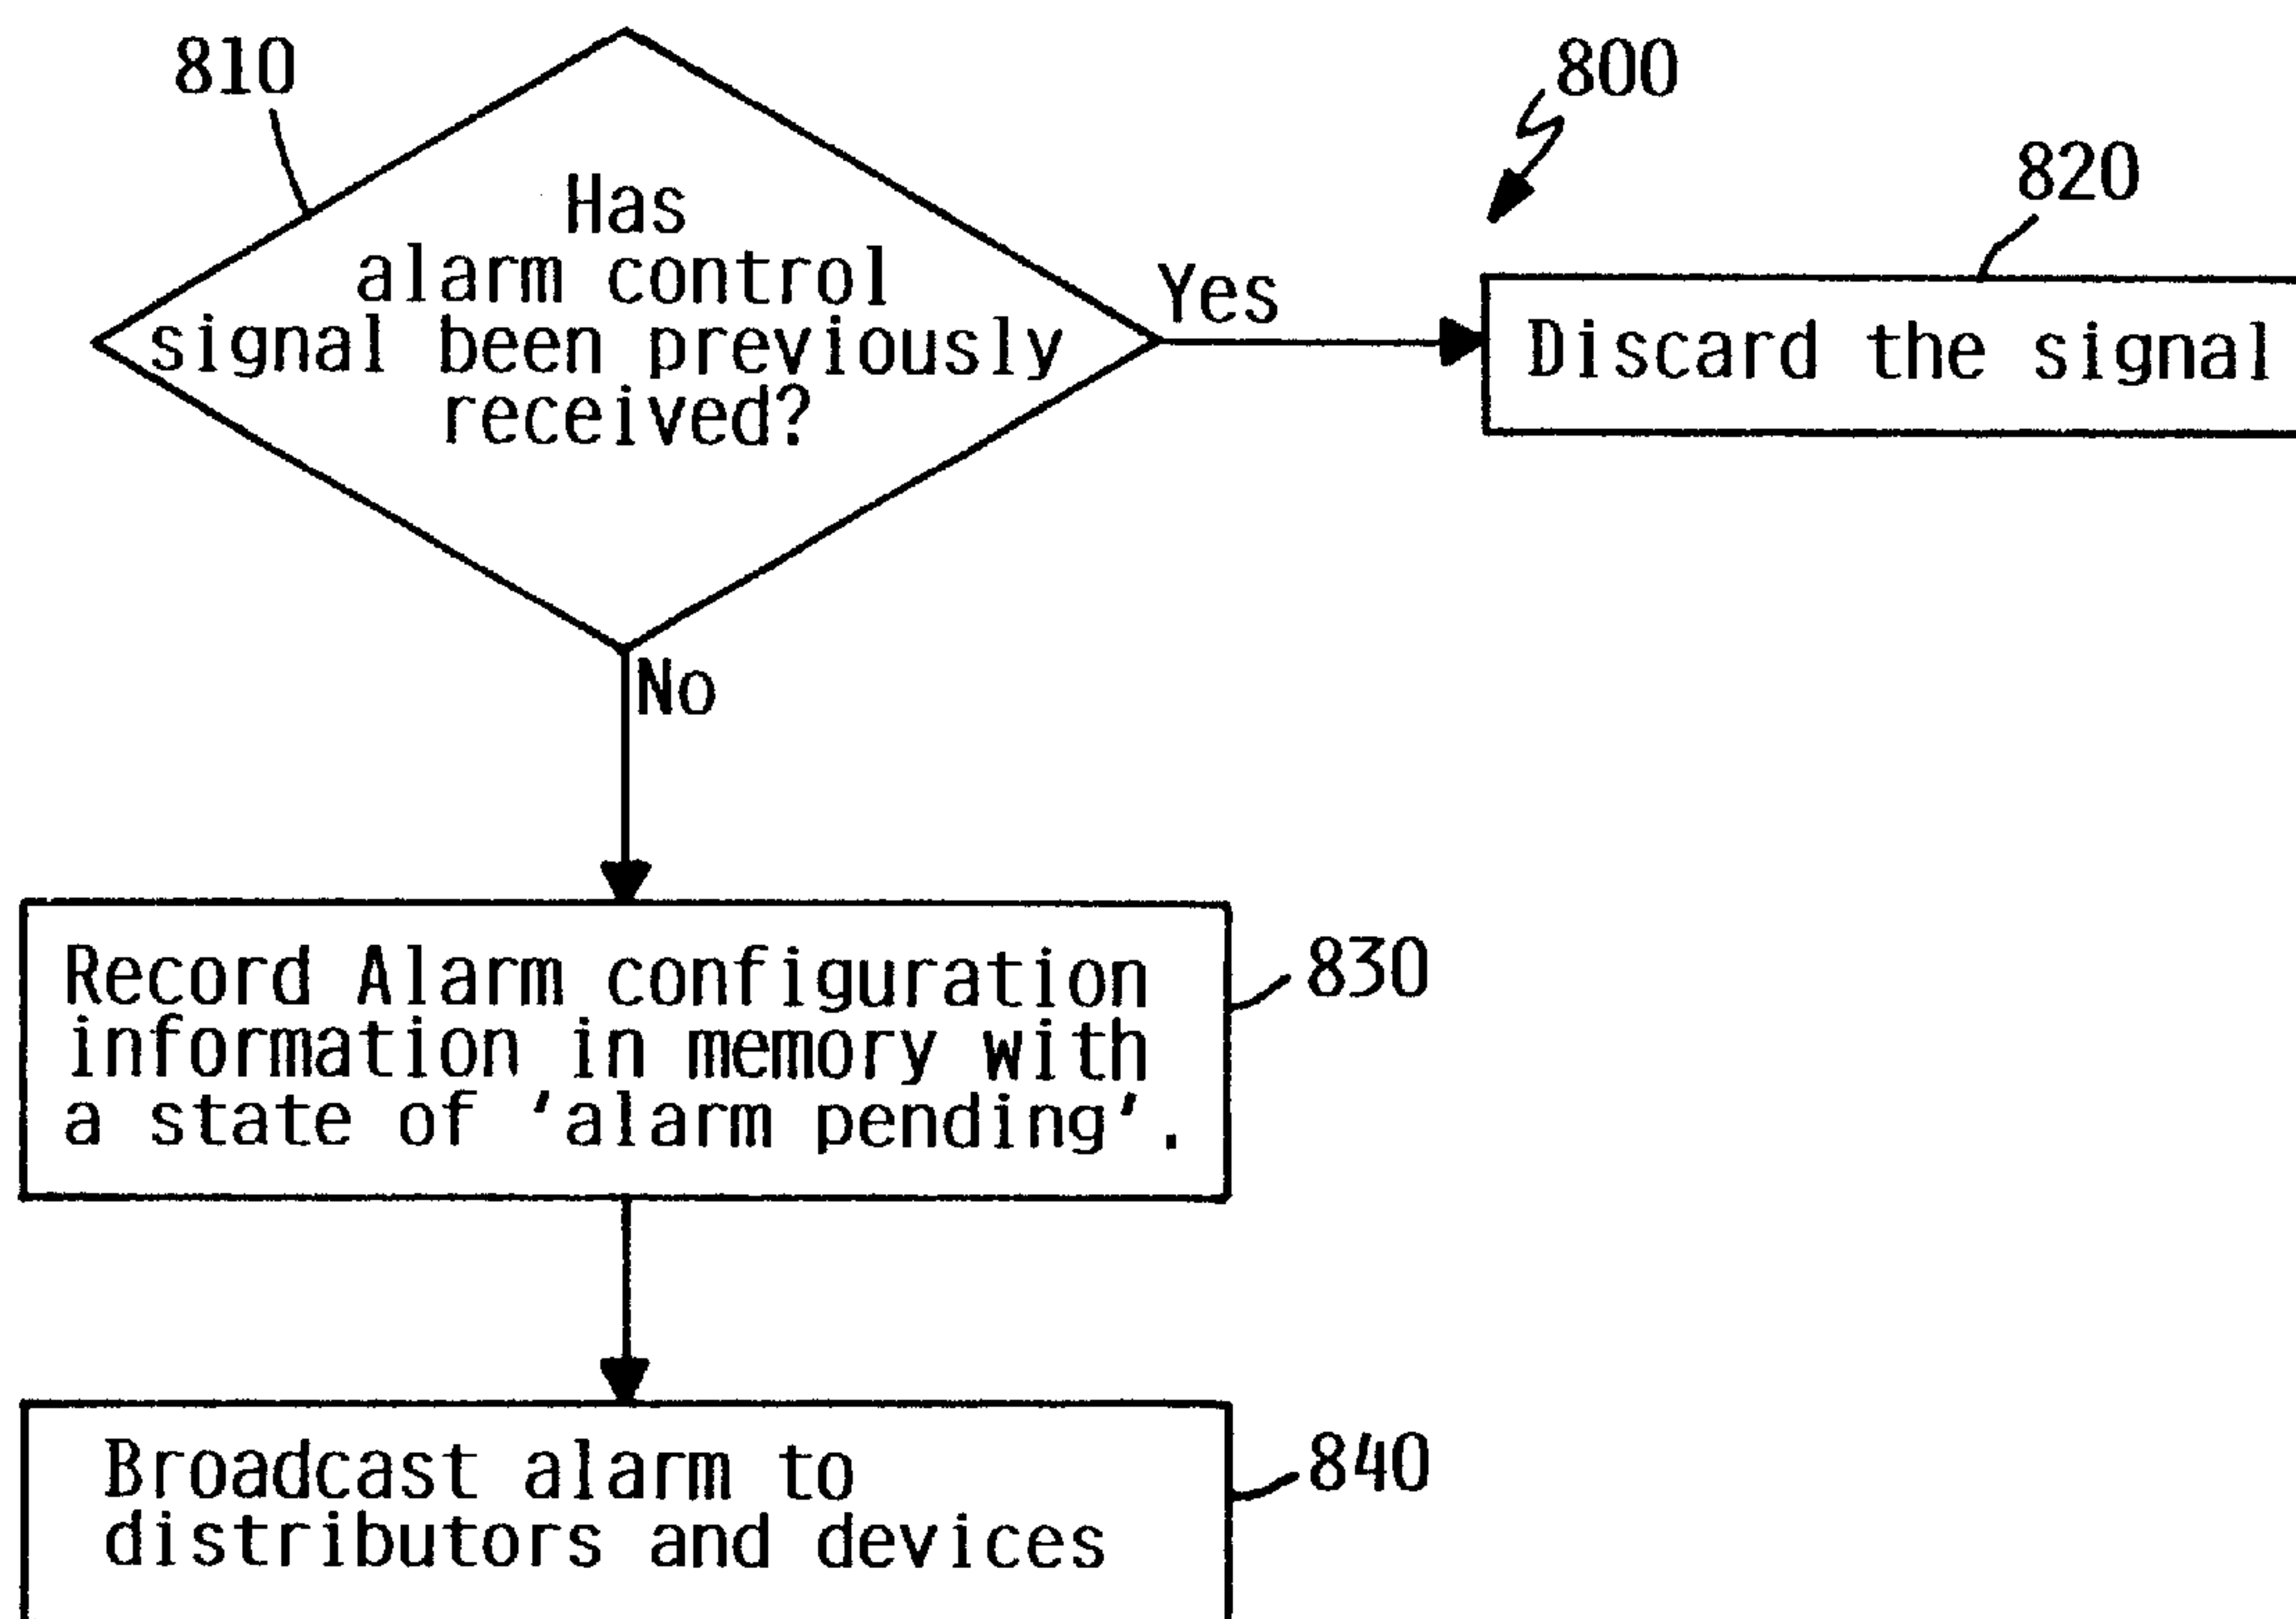 810
800
820
Has
alarm control
signal been previously
received?
Yes
Discard the signal
No
Record Alarm configuration
information in memory with
a state of 'alarm pending'.
830
Broadcast alarm to
distributors and devices
840